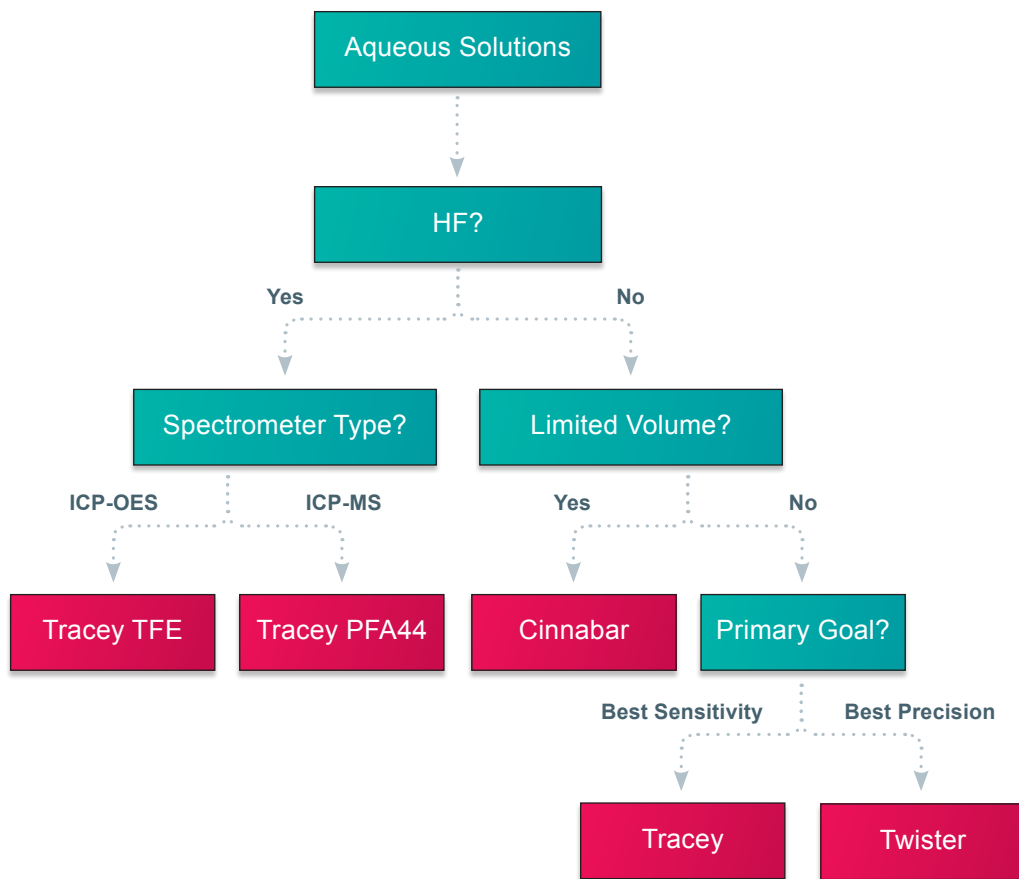 Aqueous Solutions
HF?
Yes
No
Spectrometer Type?
Limited Volume?
ICP-OES
ICP-MS
Yes
No
Tracey TFE
Tracey PFA44
Cinnabar
Primary Goal?
Best Sensitivity
Best Precision
Tracey
Twister